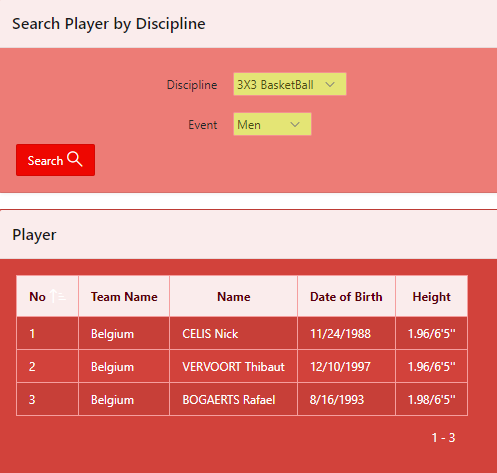 Search Player by Discipline
Discipline 3X3 BasketBall
Event Men
Search
Player
No Team Name Name Date of Birth Height
1 Belgium CELIS Nick 11/24/1988 1.96/6'5''
2 Belgium VERVOORT Thibaut 12/10/1997 1.96/6'5''
3 Belgium BOGAERTS Rafael 8/16/1993 1.98/6'5''
1 - 3